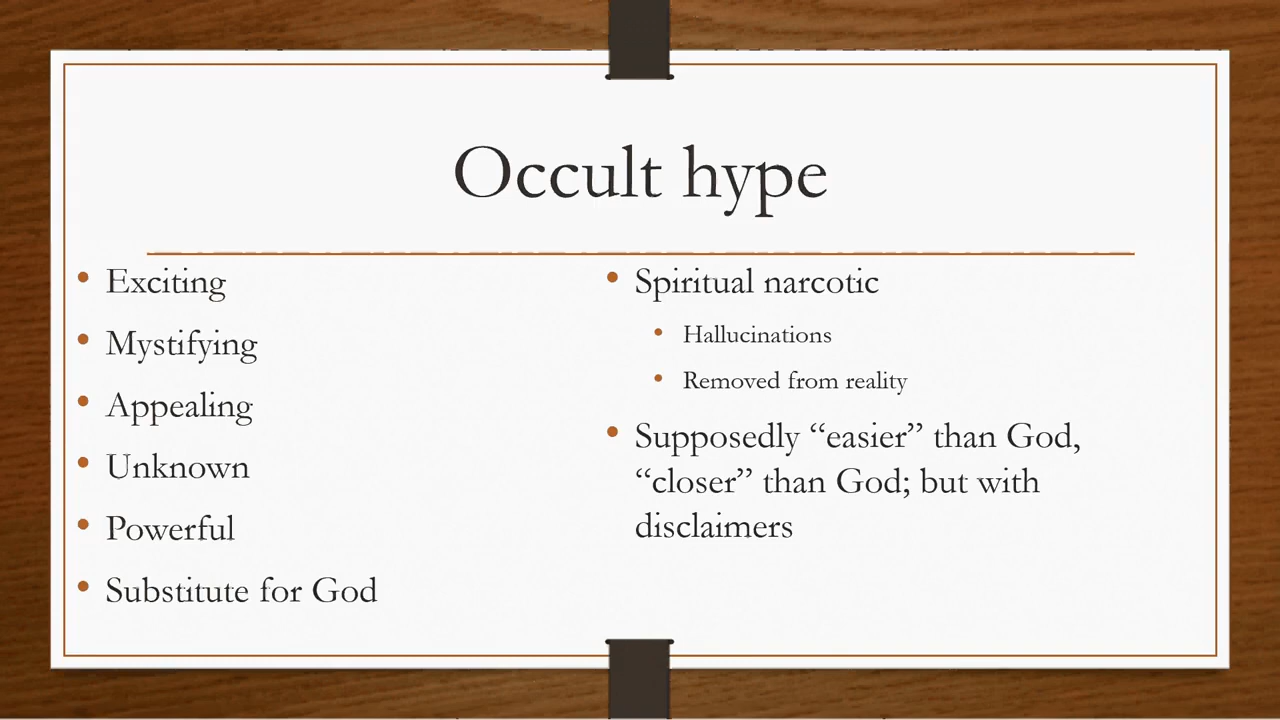 Occult hype
• Exciting
• Mystifying
• Appealing
• Unknown
• Powerful
• Substitute for God
• Spiritual narcotic
• Hallucinations
• Removed from reality
• Supposedly “easier” than God,
“closer” than God; but with
disclaimers